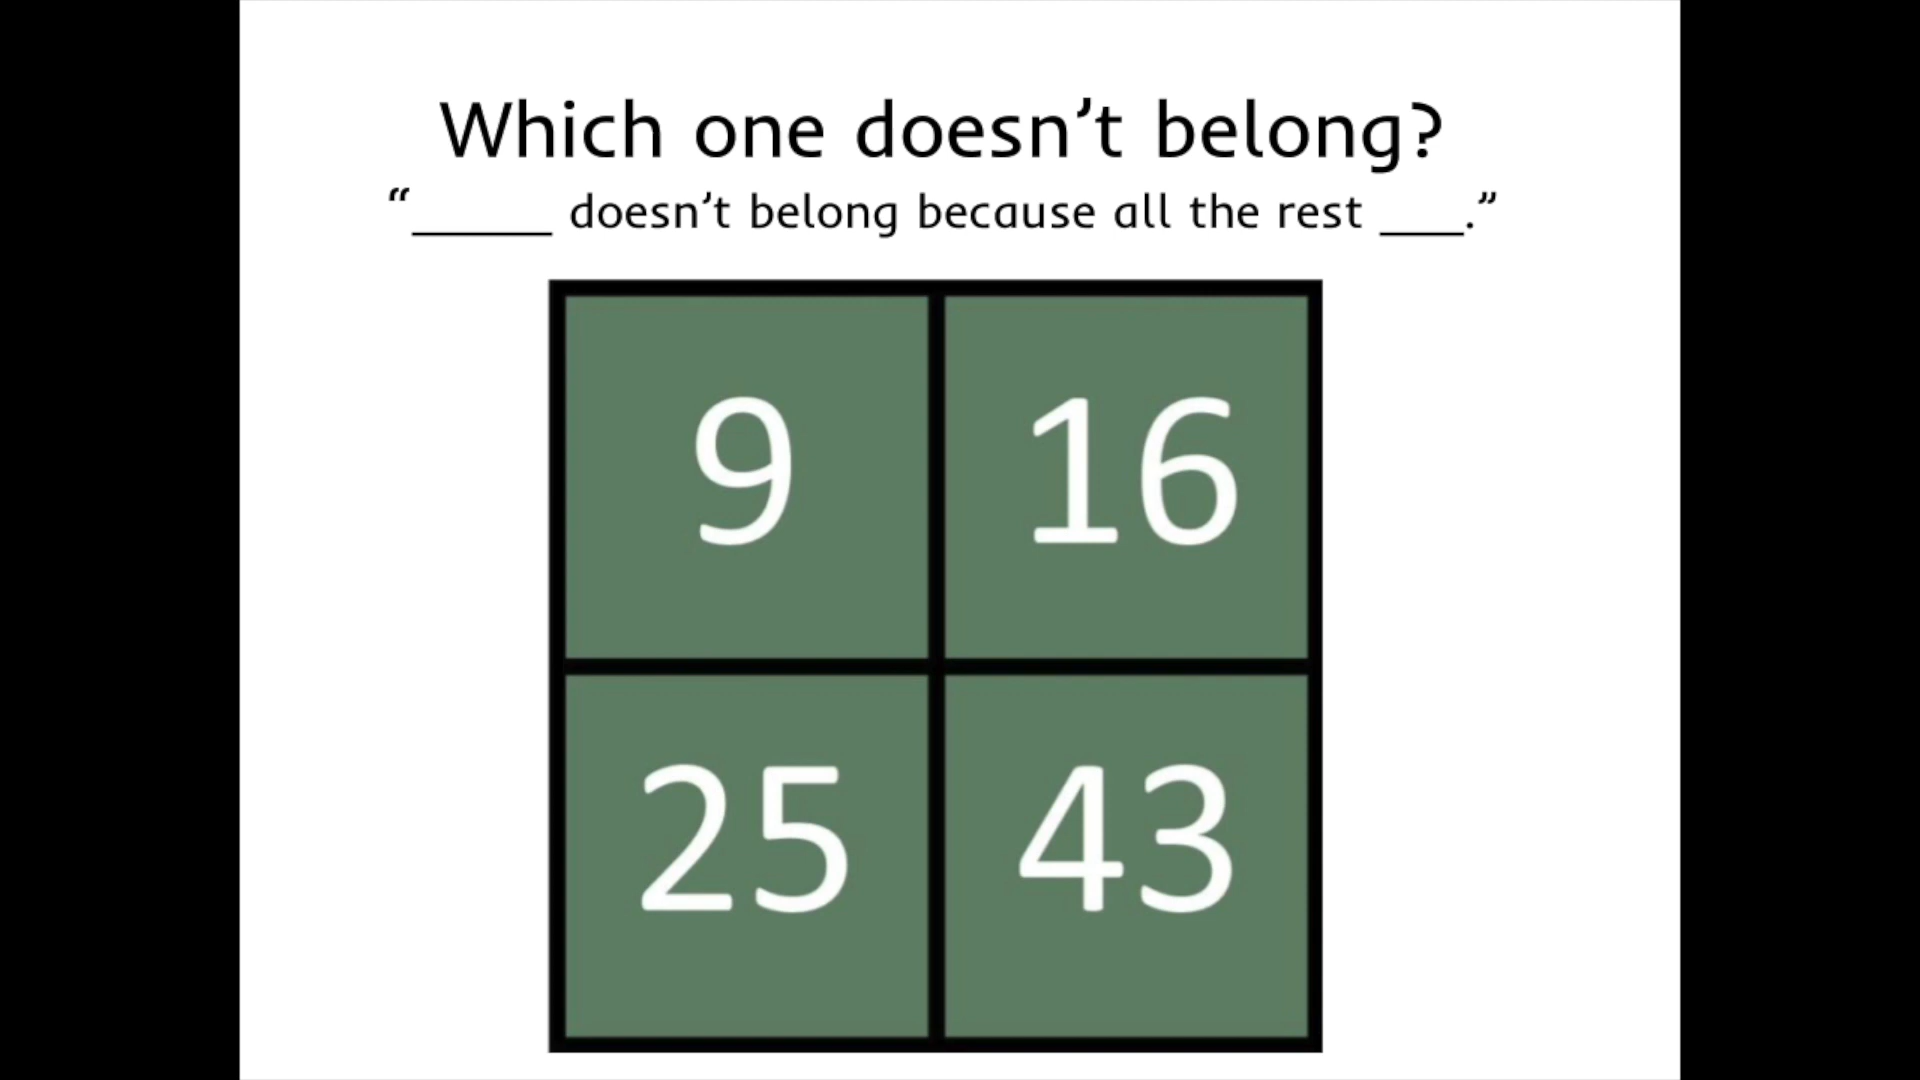 Which one doesn’t belong?
“_____ doesn’t belong because all the rest ___.”
9 16
25 43